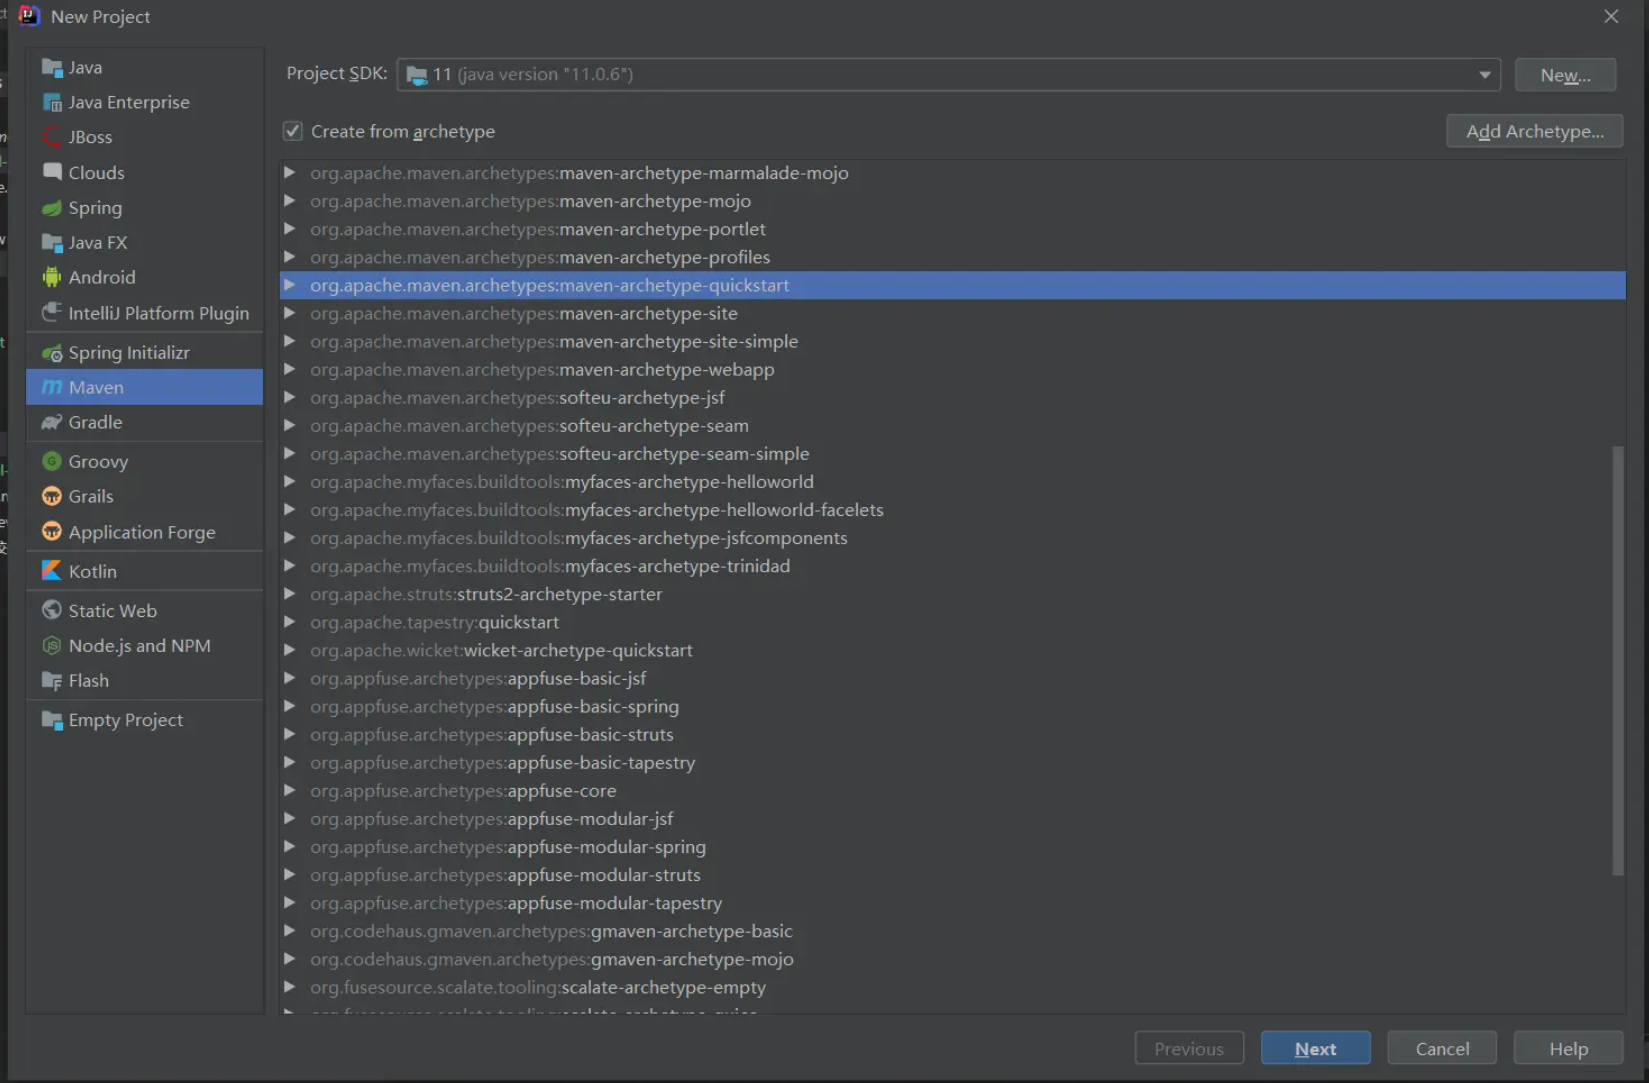 New Project
Java
Java Enterprise
JBoss
Clouds
Spring
Java FX
Android
IntelliJ Platform Plugin
Spring Initializr
Maven
Gradle
Groovy
Grails
Application Forge
Kotlin
Static Web
Node.js and NPM
Flash
Empty Project
Project SDK: 11 (java version "11.0.6") New...
Create from archetype Add Archetype...
org.apache.maven.archetypes:maven-archetype-marmalade-mojo
org.apache.maven.archetypes:maven-archetype-mojo
org.apache.maven.archetypes:maven-archetype-portlet
org.apache.maven.archetypes:maven-archetype-profiles
org.apache.maven.archetypes:maven-archetype-quickstart
org.apache.maven.archetypes:maven-archetype-site
org.apache.maven.archetypes:maven-archetype-site-simple
org.apache.maven.archetypes:maven-archetype-webapp
org.apache.maven.archetypes:softeu-archetype-jsf
org.apache.maven.archetypes:softeu-archetype-seam
org.apache.maven.archetypes:softeu-archetype-seam-simple
org.apache.myfaces.buildtools:myfaces-archetype-helloworld
org.apache.myfaces.buildtools:myfaces-archetype-helloworld-facelets
org.apache.myfaces.buildtools:myfaces-archetype-jsfcomponents
org.apache.myfaces.buildtools:myfaces-archetype-trinidad
org.apache.struts:struts2-archetype-starter
org.apache.tapestry:quickstart
org.apache.wicket:wicket-archetype-quickstart
org.appfuse.archetypes:appfuse-basic-jsf
org.appfuse.archetypes:appfuse-basic-spring
org.appfuse.archetypes:appfuse-basic-struts
org.appfuse.archetypes:appfuse-basic-tapestry
org.appfuse.archetypes:appfuse-core
org.appfuse.archetypes:appfuse-modular-jsf
org.appfuse.archetypes:appfuse-modular-spring
org.appfuse.archetypes:appfuse-modular-struts
org.appfuse.archetypes:appfuse-modular-tapestry
org.codehaus.gmaven.archetypes:gmaven-archetype-basic
org.codehaus.gmaven.archetypes:gmaven-archetype-mojo
org.fusesource.scalate.tooling:scalate-archetype-empty
Previous Next Cancel Help